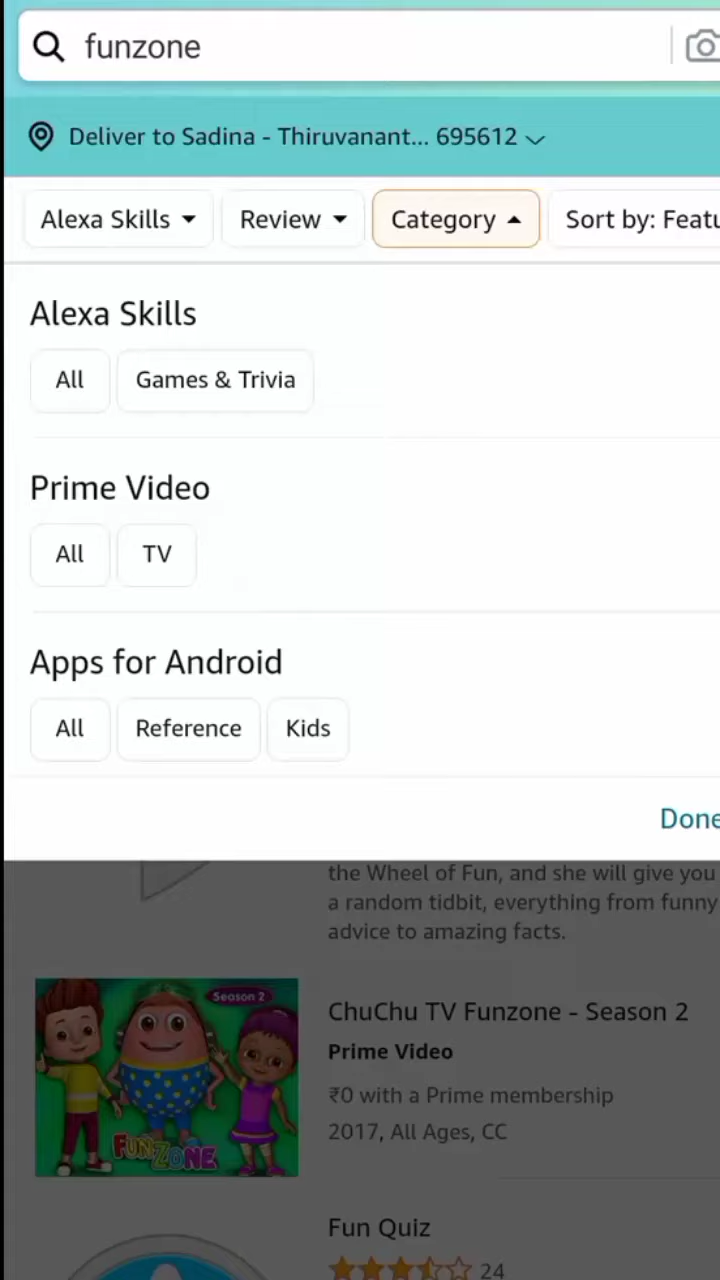 funzone
Deliver to Sadina - Thiruvanant... 695612
Alexa Skills Review Category Sort by: Featu
Alexa Skills
All Games & Trivia
Prime Video
All TV
Apps for Android
All Reference Kids
Done
the Wheel of Fun, and she will give you
a random tidbit, everything from funny
advice to amazing facts.
Season 2
FUNZONE
ChuChu TV Funzone - Season 2
Prime Video
₹0 with a Prime membership
2017, All Ages, CC
Fun Quiz
24